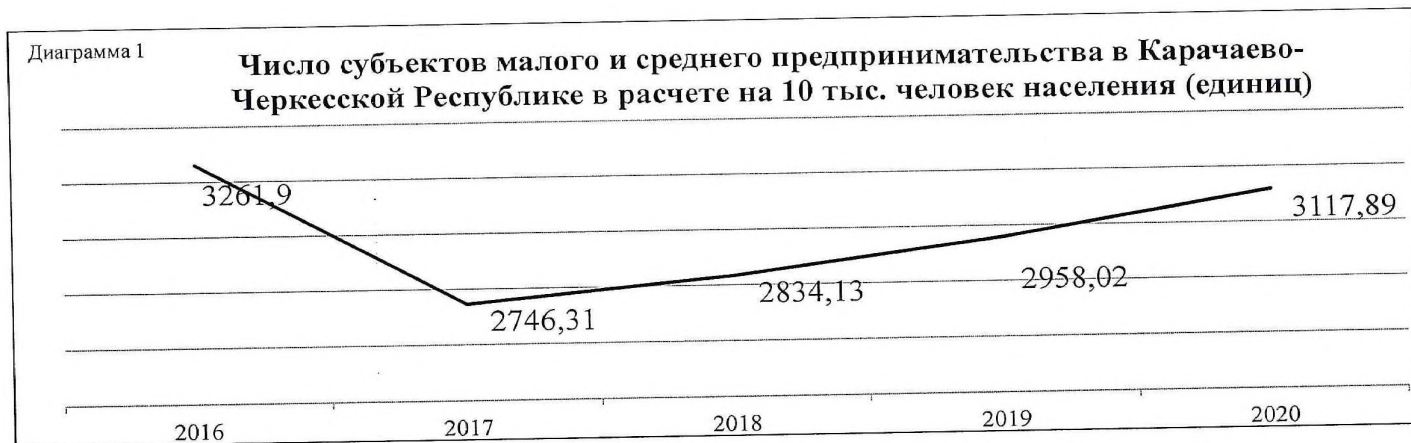 Диаграмма 1
Число субъектов малого и среднего предпринимательства в Карачаево-
Черкесской Республике в расчете на 10 тыс. человек населения (единиц)
3261,9
2746,31
2834,13
2958,02
3117,89
2016 2017 2018 2019 2020